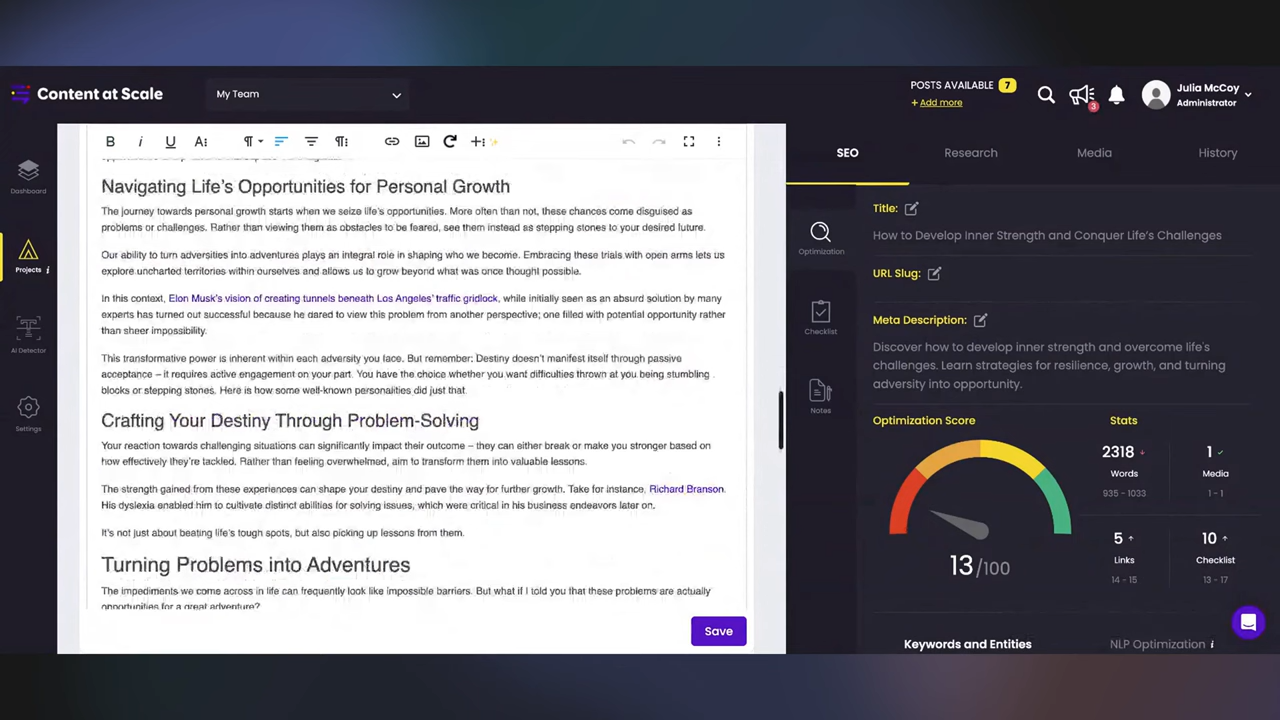 Content at Scale
My Team
POSTS AVAILABLE 7
+ Add more
3
Julia McCoy
Administrator
Dashboard
Projects i
AI Detector
Settings
B i U A
Navigating Life's Opportunities for Personal Growth
The journey towards personal growth starts when we seize life's opportunities. More often than not, these chances come disguised as
problems or challenges. Rather than viewing them as obstacles to be feared, see them instead as stepping stones to your desired future.
Our ability to turn adversities into adventures plays an integral role in shaping who we become. Embracing these trials with open arms lets us
explore uncharted territories within ourselves and allows us to grow beyond what was once thought possible.
In this context, Elon Musk's vision of creating tunnels beneath Los Angeles' traffic gridlock, while initially seen as an absurd solution by many
experts has turned out successful because he dared to view this problem from another perspective; one filled with potential opportunity rather
than sheer impossibility.
This transformative power is inherent within each adversity you face. But remember: Destiny doesn't manifest itself through passive
acceptance – it requires active engagement on your part. You have the choice whether you want difficulties thrown at you being stumbling
blocks or stepping stones. Here is how some well-known personalities did just that.
Crafting Your Destiny Through Problem-Solving
Your reaction towards challenging situations can significantly impact their outcome – they can either break or make you stronger based on
how effectively they're tackled. Rather than feeling overwhelmed, aim to transform them into valuable lessons.
The strength gained from these experiences can shape your destiny and pave the way for further growth. Take for instance, Richard Branson.
His dyslexia enabled him to cultivate distinct abilities for solving issues, which were critical in his business endeavors later on.
It's not just about beating life's tough spots, but also picking up lessons from them.
Turning Problems into Adventures
The impediments we come across in life can frequently look like impossible barriers. But what if I told you that these problems are actually
opportunities for a great adventure?
Save
SEO Research Media History
Optimization
Checklist
Notes
Title:
How to Develop Inner Strength and Conquer Life's Challenges
URL Slug:
Meta Description:
Discover how to develop inner strength and overcome life's
challenges. Learn strategies for resilience, growth, and turning
adversity into opportunity.
Optimization Score
13/100
Stats
2318 ↓
Words
935 - 1033
1 ✓
Media
1 - 1
5 ↑
Links
14 - 15
10 ↑
Checklist
13 - 17
Keywords and Entities NLP Optimization i